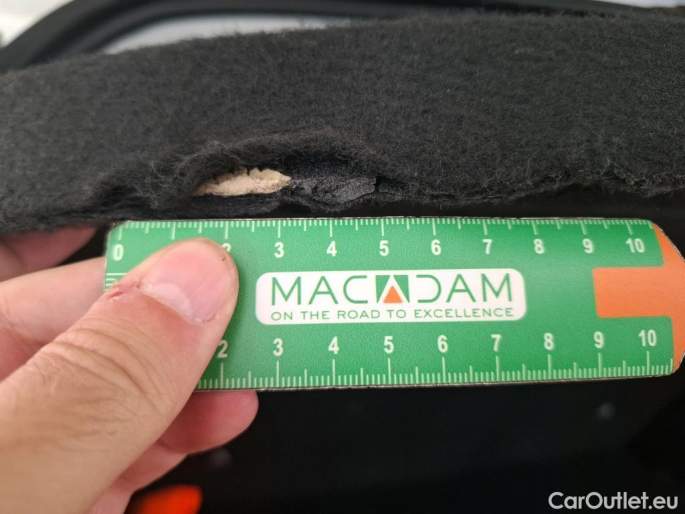 0 2 3 4 5 6 7 8 9 10
MACADAM
ON THE ROAD TO EXCELLENCE
2 3 4 5 6 7 8 9 10
CarOutlet.eu